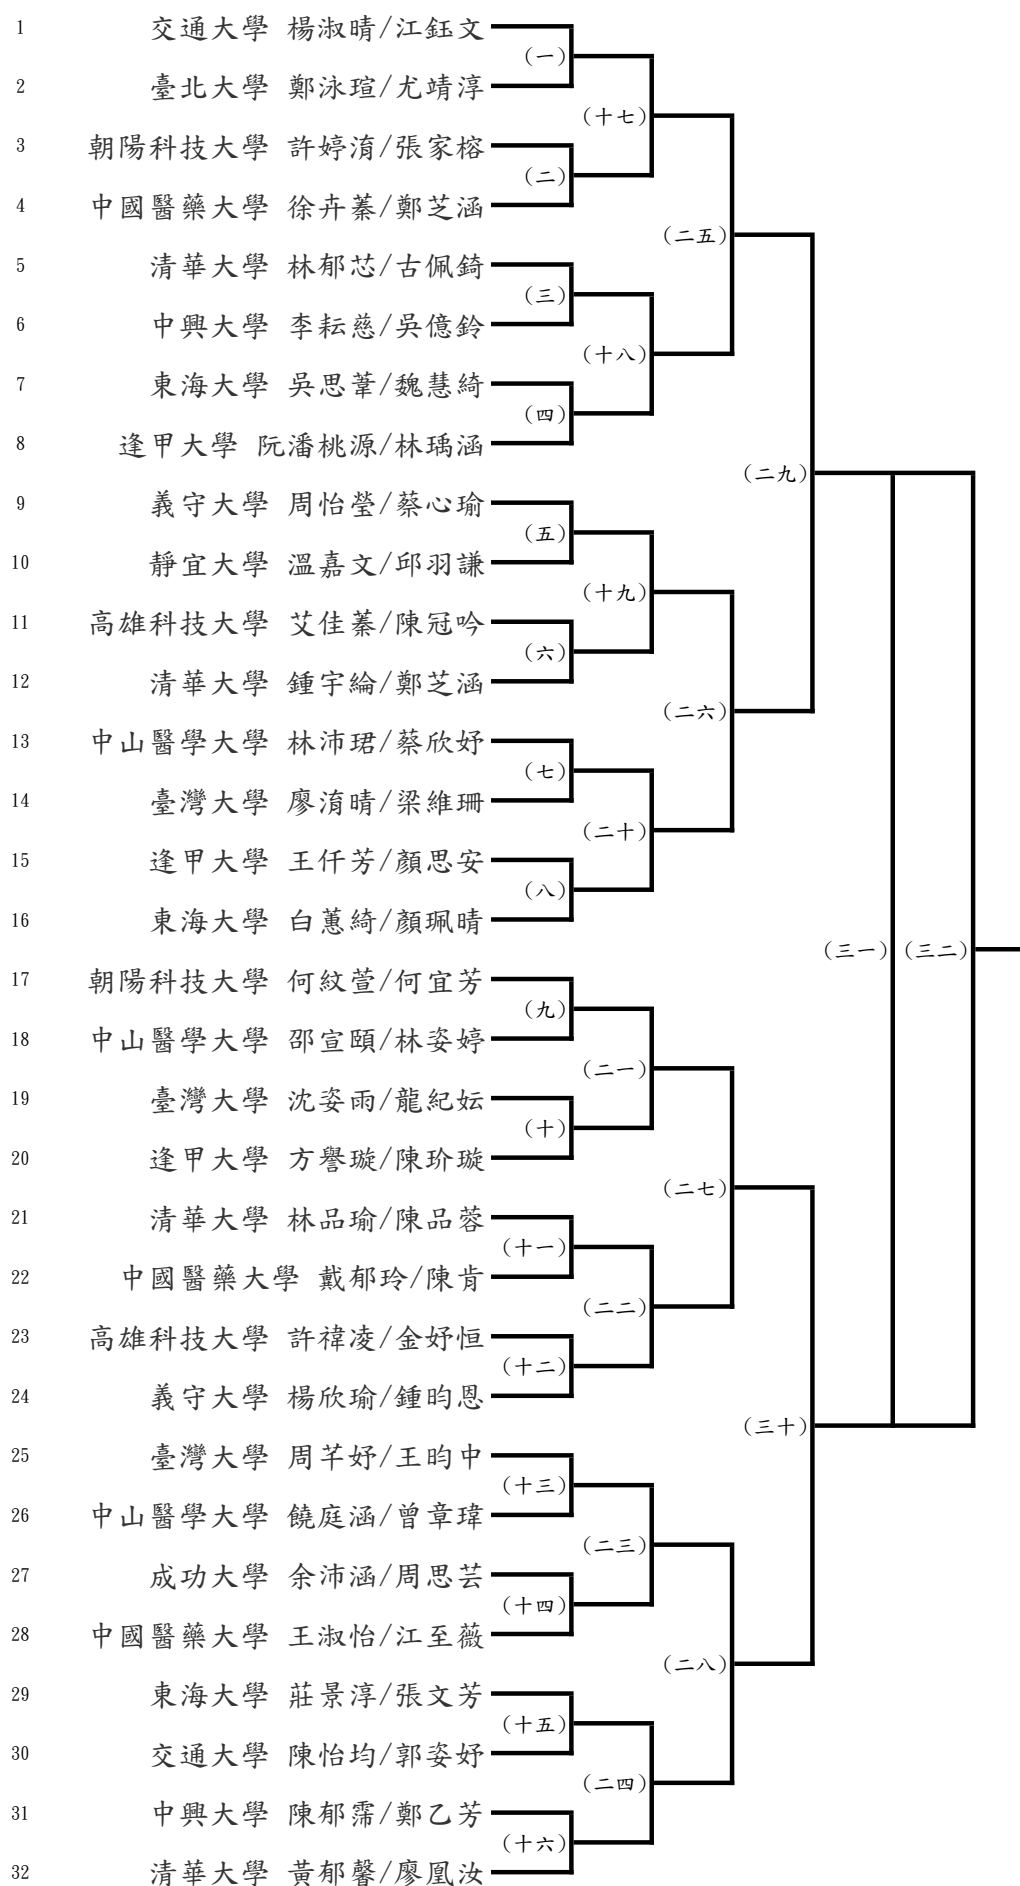 1 交通大學 楊淑晴/江鈺文
(一)
2 臺北大學 鄭泳瑄/尤靖淳
(十七)
3 朝陽科技大學 許婷淯/張家榕
(二)
4 中國醫藥大學 徐卉蓁/鄭芝涵
(二五)
5 清華大學 林郁芯/古佩錡
(三)
6 中興大學 李耘慈/吳億鈴
(十八)
7 東海大學 吳思葦/魏慧綺
(四)
8 逢甲大學 阮潘桃源/林瑀涵
(二九)
9 義守大學 周怡瑩/蔡心瑜
(五)
10 靜宜大學 溫嘉文/邱羽謙
(十九)
11 高雄科技大學 艾佳蓁/陳冠吟
(六)
12 清華大學 鍾宇綸/鄭芝涵
(二六)
13 中山醫學大學 林沛珺/蔡欣妤
(七)
14 臺灣大學 廖淯晴/梁維珊
(二十)
15 逢甲大學 王仟芳/顏思安
(八)
16 東海大學 白蕙綺/顏珮晴
(三一) (三二)
17 朝陽科技大學 何紋萱/何宜芳
(九)
18 中山醫學大學 邵宣頤/林姿婷
(二一)
19 臺灣大學 沈姿雨/龍紀妘
(十)
20 逢甲大學 方譽璇/陳玠璇
(二七)
21 清華大學 林品瑜/陳品蓉
(十一)
22 中國醫藥大學 戴郁玲/陳肯
(二二)
23 高雄科技大學 許禕凌/金妤恒
(十二)
24 義守大學 楊欣瑜/鍾昀恩
(三十)
25 臺灣大學 周芊妤/王昀中
(十三)
26 中山醫學大學 饒庭涵/曾章瑋
(二三)
27 成功大學 余沛涵/周思芸
(十四)
28 中國醫藥大學 王淑怡/江至薇
(二八)
29 東海大學 莊景淳/張文芳
(十五)
30 交通大學 陳怡均/郭姿妤
(二四)
31 中興大學 陳郁霈/鄭乙芳
(十六)
32 清華大學 黃郁馨/廖凰汝